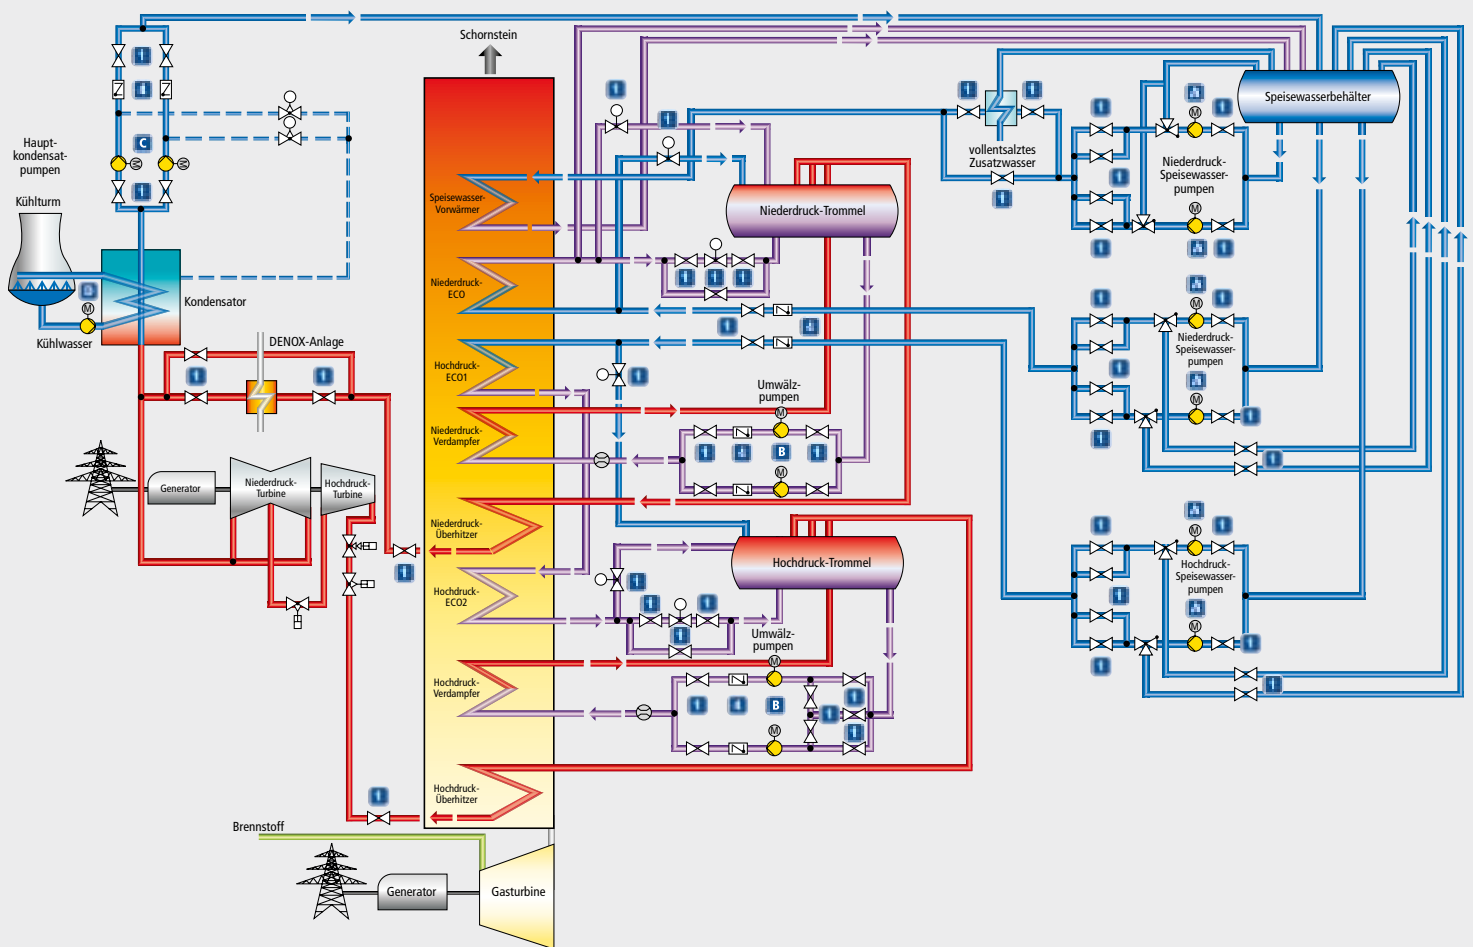 Schornstein
Speisewasserbehälter
Haupt-
kondensat-
pumpen
C
M
M
vollentsalztes
Zusatzwasser
M
Niederdruck-
Speisewasser-
pumpen
M
Kühlturm
Speisewasser-
Vorwärmer
Niederdruck-Trommel
Kondensator
Niederdruck-
ECO
M
Kühlwasser
M
Niederdruck-
Speisewasser-
pumpen
M
DENOX-Anlage
Hochdruck-
ECO1
Umwälz-
pumpen
M
B
M
Niederdruck-
Verdampfer
Generator
Niederdruck-
Turbine
Hochdruck-
Turbine
Niederdruck-
Überhitzer
Hochdruck-Trommel
M
Hochdruck-
Speisewasser-
pumpen
M
Hochdruck-
ECO2
Umwälz-
pumpen
M
B
M
Hochdruck-
Verdampfer
Hochdruck-
Überhitzer
Brennstoff
Generator
Gasturbine